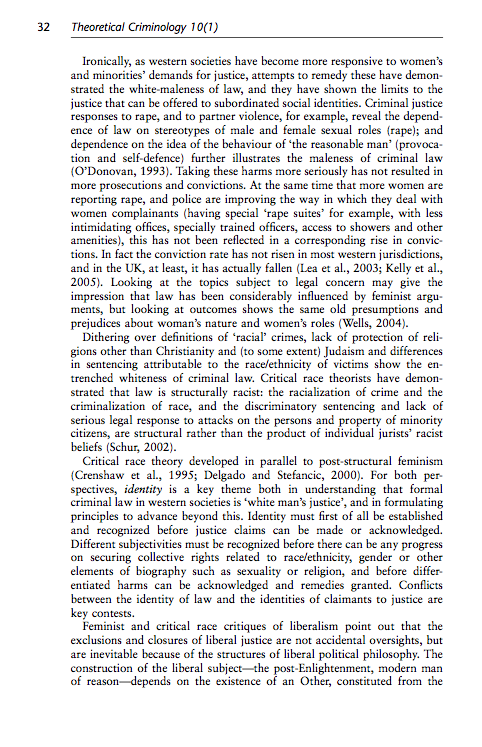 32 Theoretical Criminology 10(1)
Ironically, as western societies have become more responsive to women's
and minorities' demands for justice, attempts to remedy these have demon-
strated the white-maleness of law, and they have shown the limits to the
justice that can be offered to subordinated social identities. Criminal justice
responses to rape, and to partner violence, for example, reveal the depend-
ence of law on stereotypes of male and female sexual roles (rape); and
dependence on the idea of the behaviour of 'the reasonable man' (provoca-
tion and self-defence) further illustrates the maleness of criminal law
(O'Donovan, 1993). Taking these harms more seriously has not resulted in
more prosecutions and convictions. At the same time that more women are
reporting rape, and police are improving the way in which they deal with
women complainants (having special 'rape suites' for example, with less
intimidating offices, specially trained officers, access to showers and other
amenities), this has not been reflected in a corresponding rise in convic-
tions. In fact the conviction rate has not risen in most western jurisdictions,
and in the UK, at least, it has actually fallen (Lea et al., 2003; Kelly et al.,
2005). Looking at the topics subject to legal concern may give the
impression that law has been considerably influenced by feminist argu-
ments, but looking at outcomes shows the same old presumptions and
prejudices about woman's nature and women's roles (Wells, 2004).
Dithering over definitions of 'racial' crimes, lack of protection of reli-
gions other than Christianity and (to some extent) Judaism and differences
in sentencing attributable to the race/ethnicity of victims show the en-
trenched whiteness of criminal law. Critical race theorists have demon-
strated that law is structurally racist: the racialization of crime and the
criminalization of race, and the discriminatory sentencing and lack of
serious legal response to attacks on the persons and property of minority
citizens, are structural rather than the product of individual jurists' racist
beliefs (Schur, 2002).
Critical race theory developed in parallel to post-structural feminism
(Crenshaw et al., 1995; Delgado and Stefancic, 2000). For both per-
spectives, identity is a key theme both in understanding that formal
criminal law in western societies is 'white man's justice', and in formulating
principles to advance beyond this. Identity must first of all be established
and recognized before justice claims can be made or acknowledged.
Different subjectivities must be recognized before there can be any progress
on securing collective rights related to race/ethnicity, gender or other
elements of biography such as sexuality or religion, and before differ-
entiated harms can be acknowledged and remedies granted. Conflicts
between the identity of law and the identities of claimants to justice are
key contests.
Feminist and critical race critiques of liberalism point out that the
exclusions and closures of liberal justice are not accidental oversights, but
are inevitable because of the structures of liberal political philosophy. The
construction of the liberal subject—the post-Enlightenment, modern man
of reason—depends on the existence of an Other, constituted from the